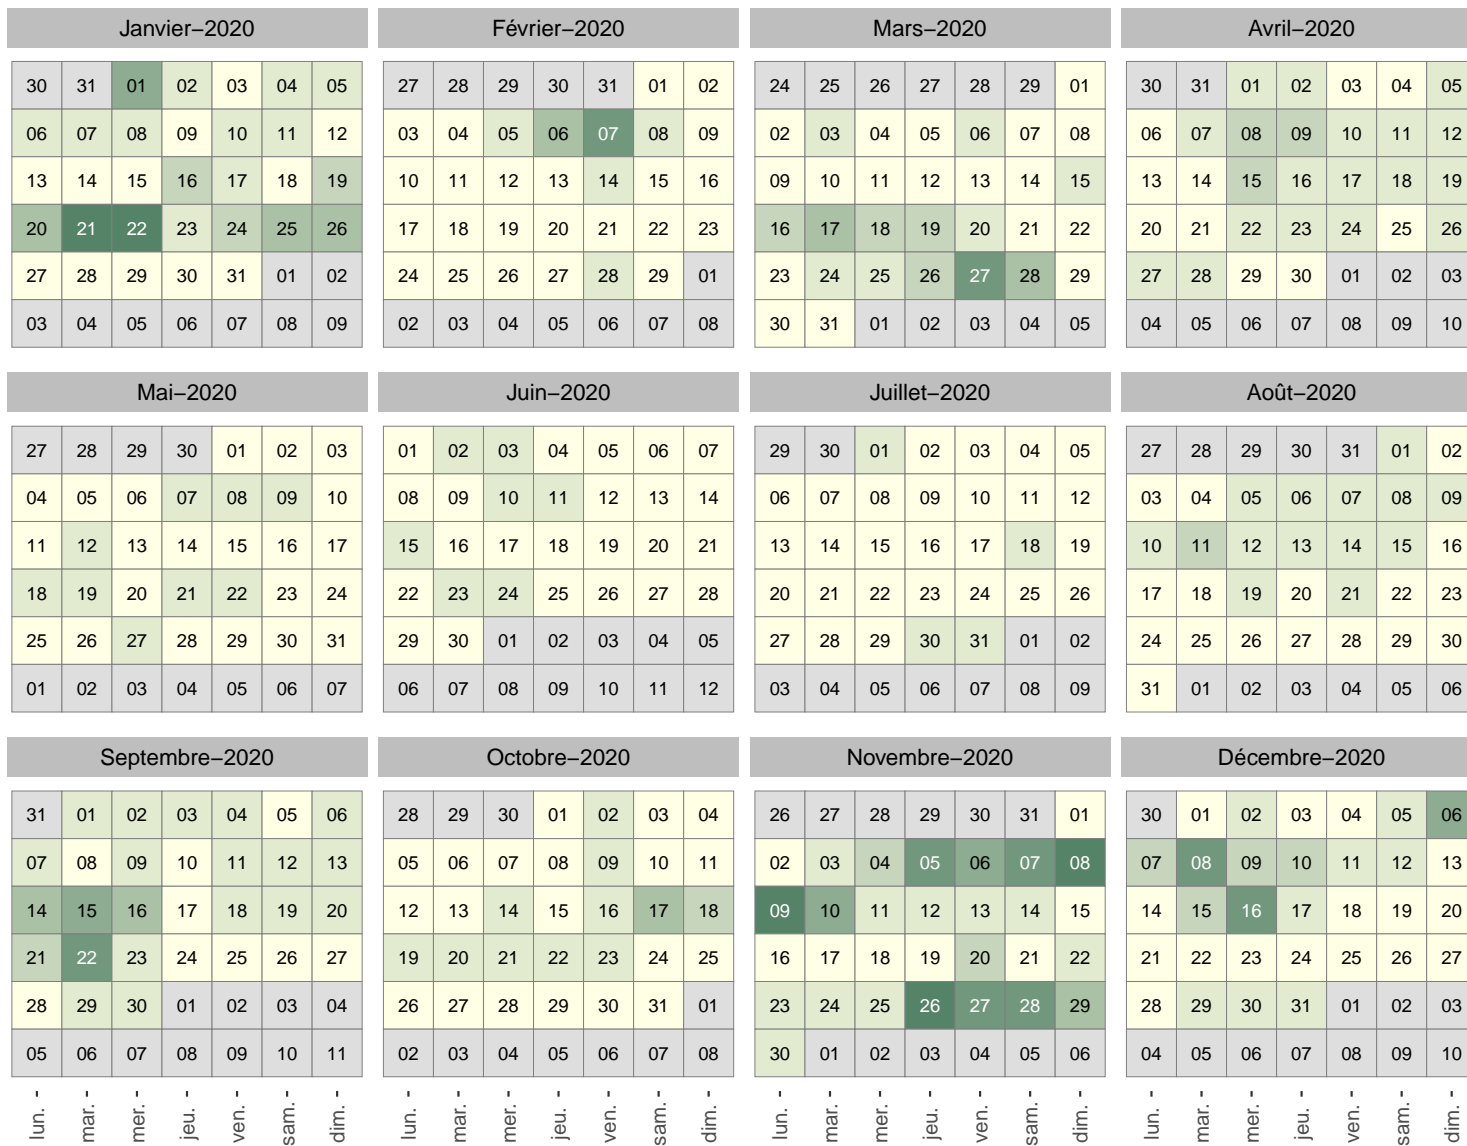 Janvier–2020 Février–2020 Mars–2020 Avril–2020
30 31 01 02 03 04 05 27 28 29 30 31 01 02 24 25 26 27 28 29 01 30 31 01 02 03 04 05
06 07 08 09 10 11 12 03 04 05 06 07 08 09 02 03 04 05 06 07 08 06 07 08 09 10 11 12
13 14 15 16 17 18 19 10 11 12 13 14 15 16 09 10 11 12 13 14 15 13 14 15 16 17 18 19
20 21 22 23 24 25 26 17 18 19 20 21 22 23 16 17 18 19 20 21 22 20 21 22 23 24 25 26
27 28 29 30 31 01 02 24 25 26 27 28 29 01 23 24 25 26 27 28 29 27 28 29 30 01 02 03
03 04 05 06 07 08 09 02 03 04 05 06 07 08 30 31 01 02 03 04 05 04 05 06 07 08 09 10
Mai–2020 Juin–2020 Juillet–2020 Août–2020
27 28 29 30 01 02 03 01 02 03 04 05 06 07 29 30 01 02 03 04 05 27 28 29 30 31 01 02
04 05 06 07 08 09 10 08 09 10 11 12 13 14 06 07 08 09 10 11 12 03 04 05 06 07 08 09
11 12 13 14 15 16 17 15 16 17 18 19 20 21 13 14 15 16 17 18 19 10 11 12 13 14 15 16
18 19 20 21 22 23 24 22 23 24 25 26 27 28 20 21 22 23 24 25 26 17 18 19 20 21 22 23
25 26 27 28 29 30 31 29 30 01 02 03 04 05 27 28 29 30 31 01 02 24 25 26 27 28 29 30
01 02 03 04 05 06 07 06 07 08 09 10 11 12 03 04 05 06 07 08 09 31 01 02 03 04 05 06
Septembre–2020 Octobre–2020 Novembre–2020 Décembre–2020
31 01 02 03 04 05 06 28 29 30 01 02 03 04 26 27 28 29 30 31 01 30 01 02 03 04 05 06
07 08 09 10 11 12 13 05 06 07 08 09 10 11 02 03 04 05 06 07 08 07 08 09 10 11 12 13
14 15 16 17 18 19 20 12 13 14 15 16 17 18 09 10 11 12 13 14 15 14 15 16 17 18 19 20
21 22 23 24 25 26 27 19 20 21 22 23 24 25 16 17 18 19 20 21 22 21 22 23 24 25 26 27
28 29 30 01 02 03 04 26 27 28 29 30 31 01 23 24 25 26 27 28 29 28 29 30 31 01 02 03
05 06 07 08 09 10 11 02 03 04 05 06 07 08 30 01 02 03 04 05 06 04 05 06 07 08 09 10
lun. mar. mer. jeu. ven. sam. dim. lun. mar. mer. jeu. ven. sam. dim. lun. mar. mer. jeu. ven. sam. dim. lun. mar. mer. jeu. ven. sam. dim.